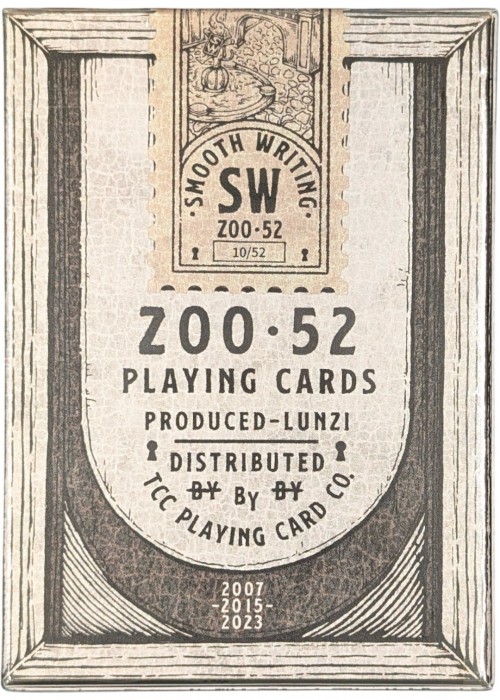 ·SMOOTH WRITING·
SW
ZOO·52
10/52
ZOO·52
PLAYING CARDS
PRODUCED-LUNZI
DISTRIBUTED
BY By BY
TCC PLAYING CARD CO.
2007
-2015-
2023